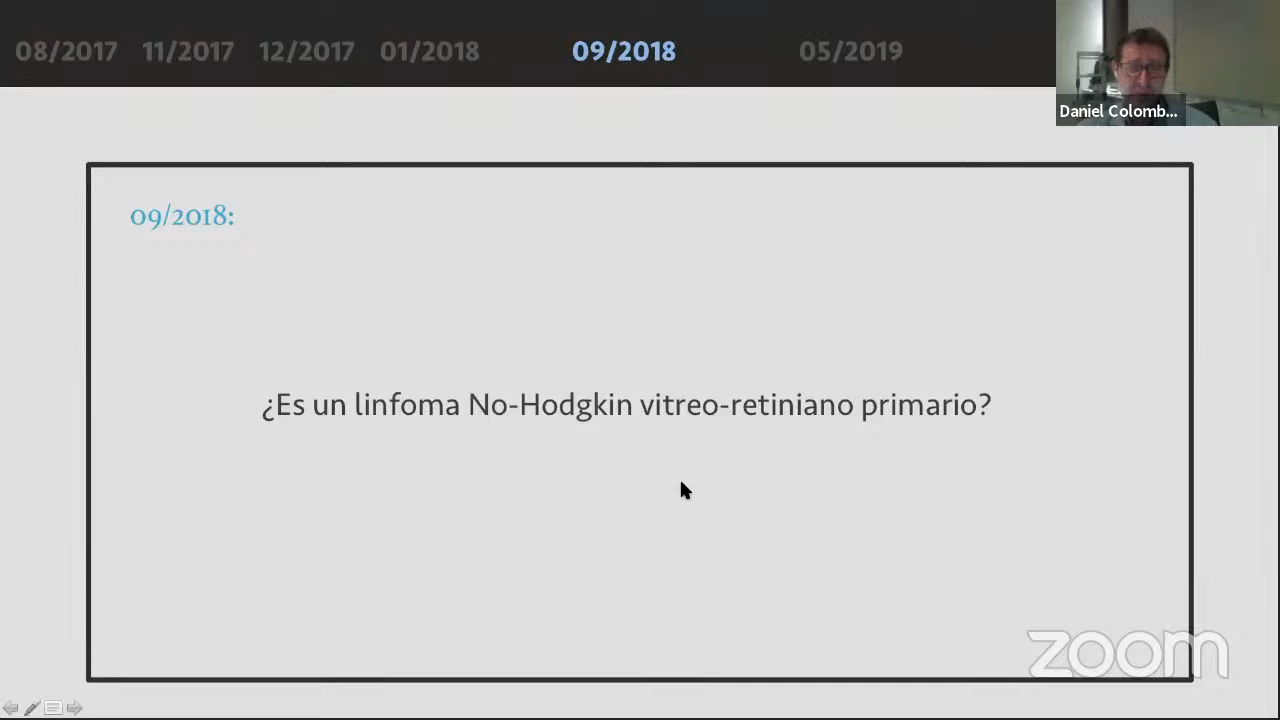 08/2017 11/2017 12/2017 01/2018 09/2018 05/2019
Daniel Colomb...
09/2018:
¿Es un linfoma No-Hodgkin vitreo-retiniano primario?
zoom